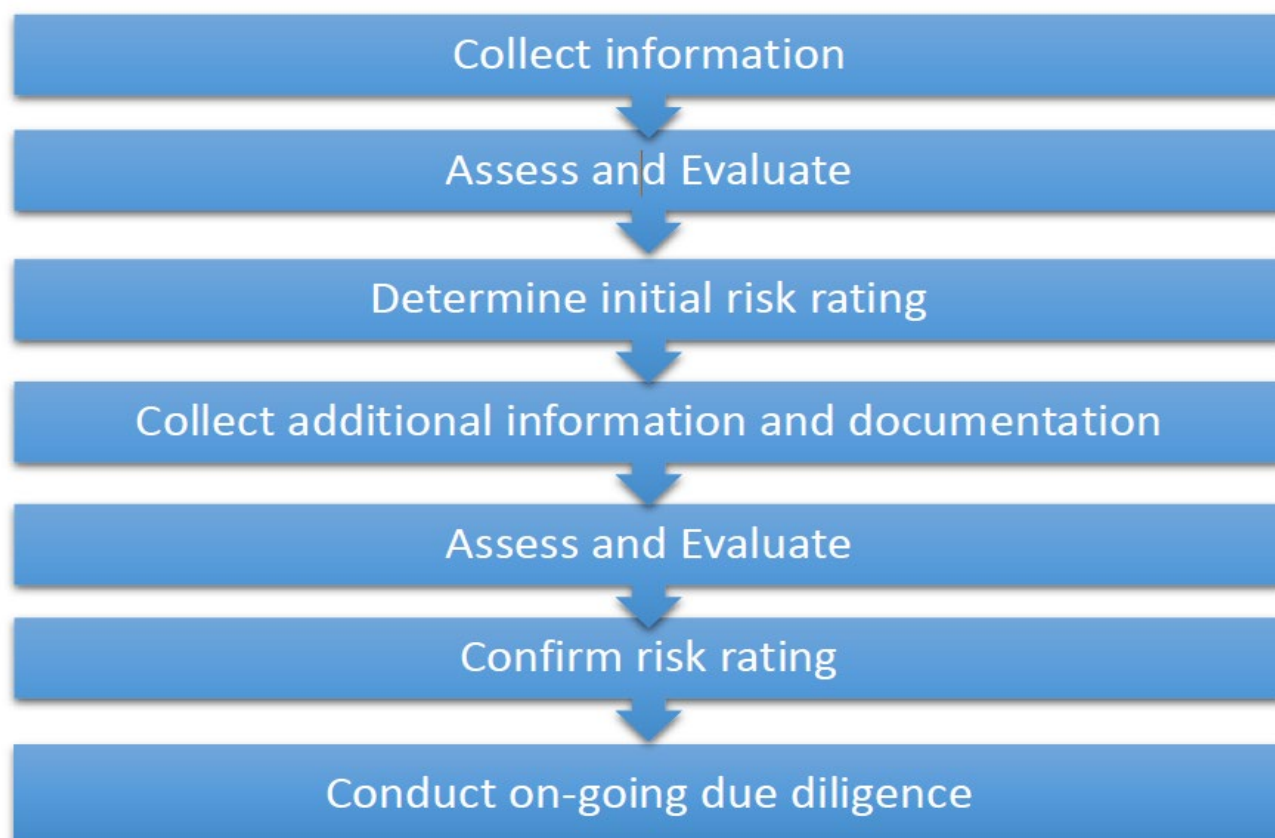 Collect information
Assess and Evaluate
Determine initial risk rating
Collect additional information and documentation
Assess and Evaluate
Confirm risk rating
Conduct on-going due diligence